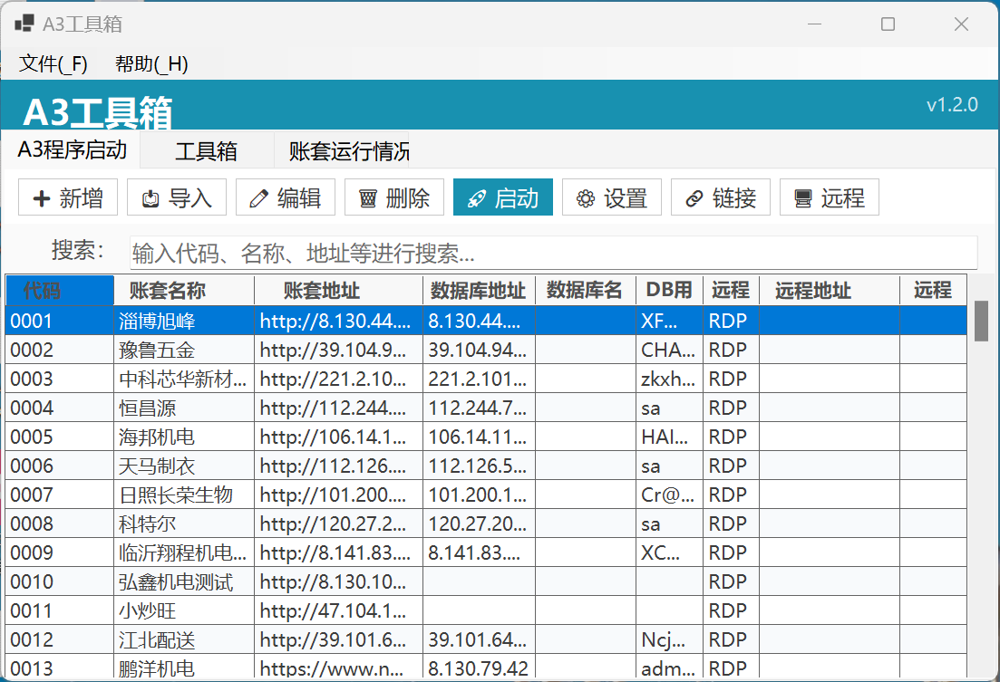 A3工具箱
文件(_F) 帮助(_H)
A3工具箱 v1.2.0
A3程序启动 工具箱 账套运行情况
新增 导入 编辑 删除 启动 设置 链接 远程
搜索: 输入代码、名称、地址等进行搜索...
代码 账套名称 账套地址 数据库地址 数据库名 DB用 远程 远程地址 远程
0001 淄博旭峰 http://8.130.44.... 8.130.44.... XF... RDP
0002 豫鲁五金 http://39.104.9... 39.104.94... CHA... RDP
0003 中科芯华新材... http://221.2.10... 221.2.101... zkxh... RDP
0004 恒昌源 http://112.244.... 112.244.7... sa RDP
0005 海邦机电 http://106.14.1... 106.14.11... HAI... RDP
0006 天马制衣 http://112.126.... 112.126.5... sa RDP
0007 日照长荣生物 http://101.200.... 101.200.1... Cr@... RDP
0008 科特尔 http://120.27.2... 120.27.20... sa RDP
0009 临沂翔程机电... http://8.141.83.... 8.141.83.... XC... RDP
0010 弘鑫机电测试 http://8.130.10... RDP
0011 小炒旺 http://47.104.1... RDP
0012 江北配送 http://39.101.6... 39.101.64... Ncj... RDP
0013 鹏洋机电 https://www.n... 8.130.79.42 adm... RDP